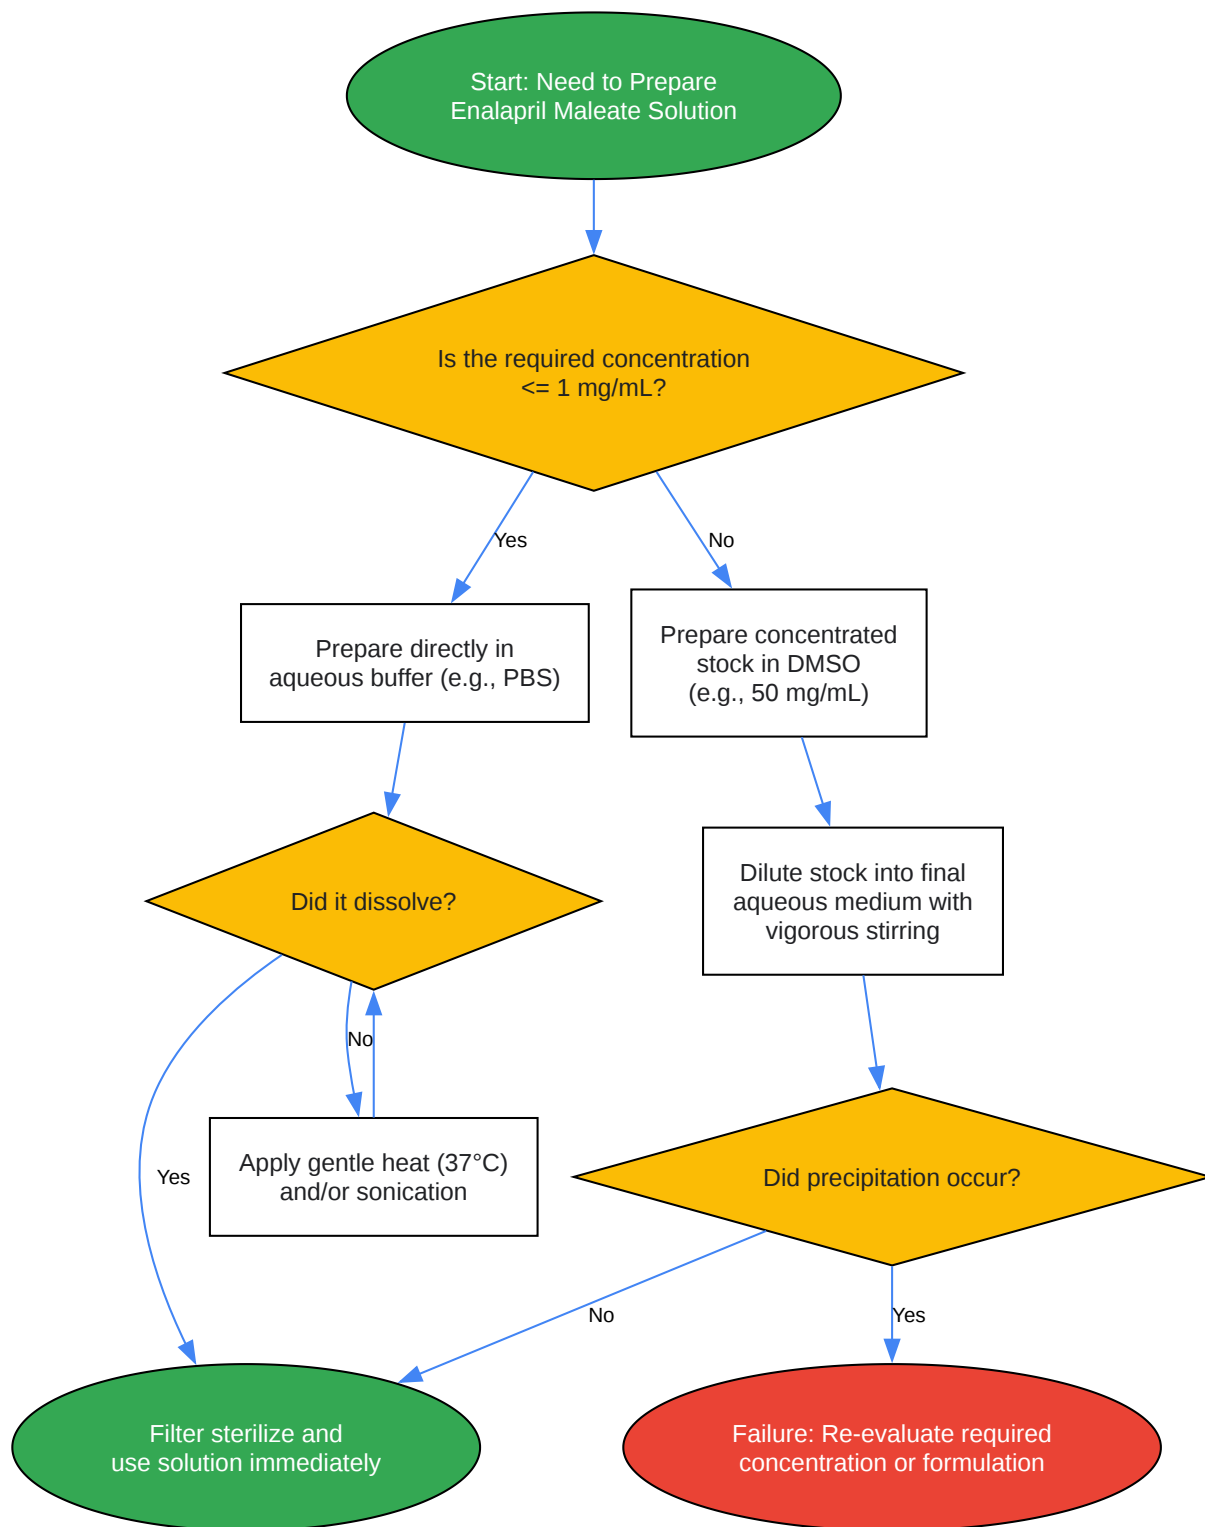 Start: Need to Prepare
Enalapril Maleate Solution
Is the required concentration
<= 1 mg/mL?
Yes
No
Prepare directly in
aqueous buffer (e.g., PBS)
Prepare concentrated
stock in DMSO
(e.g., 50 mg/mL)
Did it dissolve?
Dilute stock into final
aqueous medium with
vigorous stirring
No
Yes
Apply gentle heat (37°C)
and/or sonication
Did precipitation occur?
No
Yes
Filter sterilize and
use solution immediately
Failure: Re-evaluate required
concentration or formulation